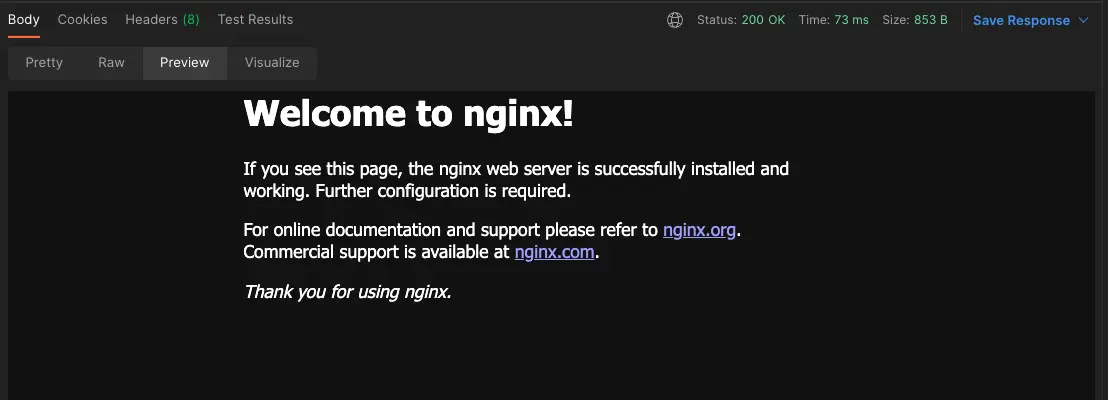 Body Cookies Headers (8) Test Results Status: 200 OK Time: 73 ms Size: 853 B Save Response
Pretty Raw Preview Visualize
Welcome to nginx!
If you see this page, the nginx web server is successfully installed and
working. Further configuration is required.
For online documentation and support please refer to nginx.org.
Commercial support is available at nginx.com.
Thank you for using nginx.